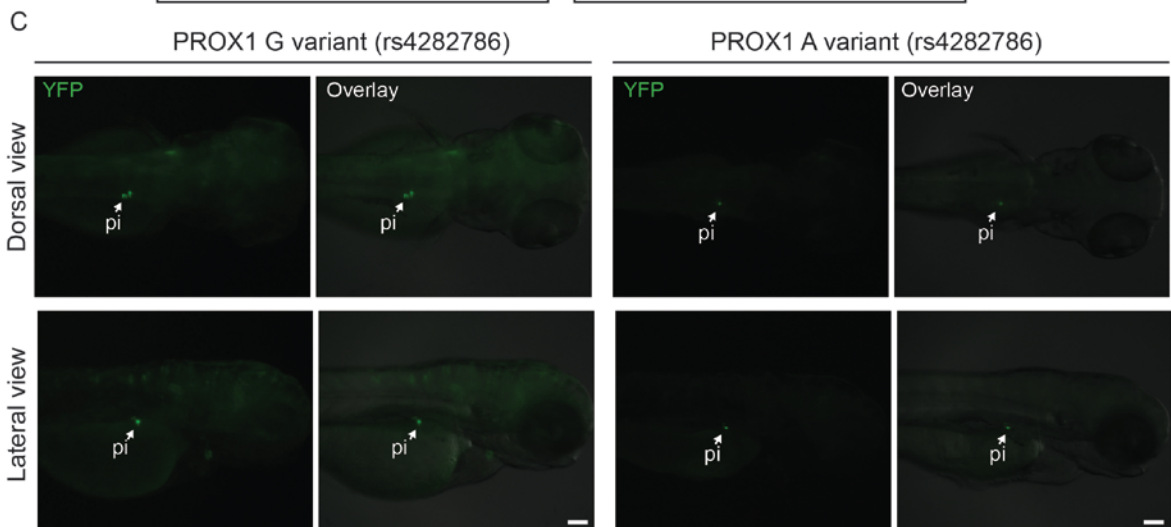 C
PROX1 G variant (rs4282786)
PROX1 A variant (rs4282786)
Dorsal view
YFP
Overlay
YFP
Overlay
pi
pi
pi
pi
Lateral view
pi
pi
pi
pi